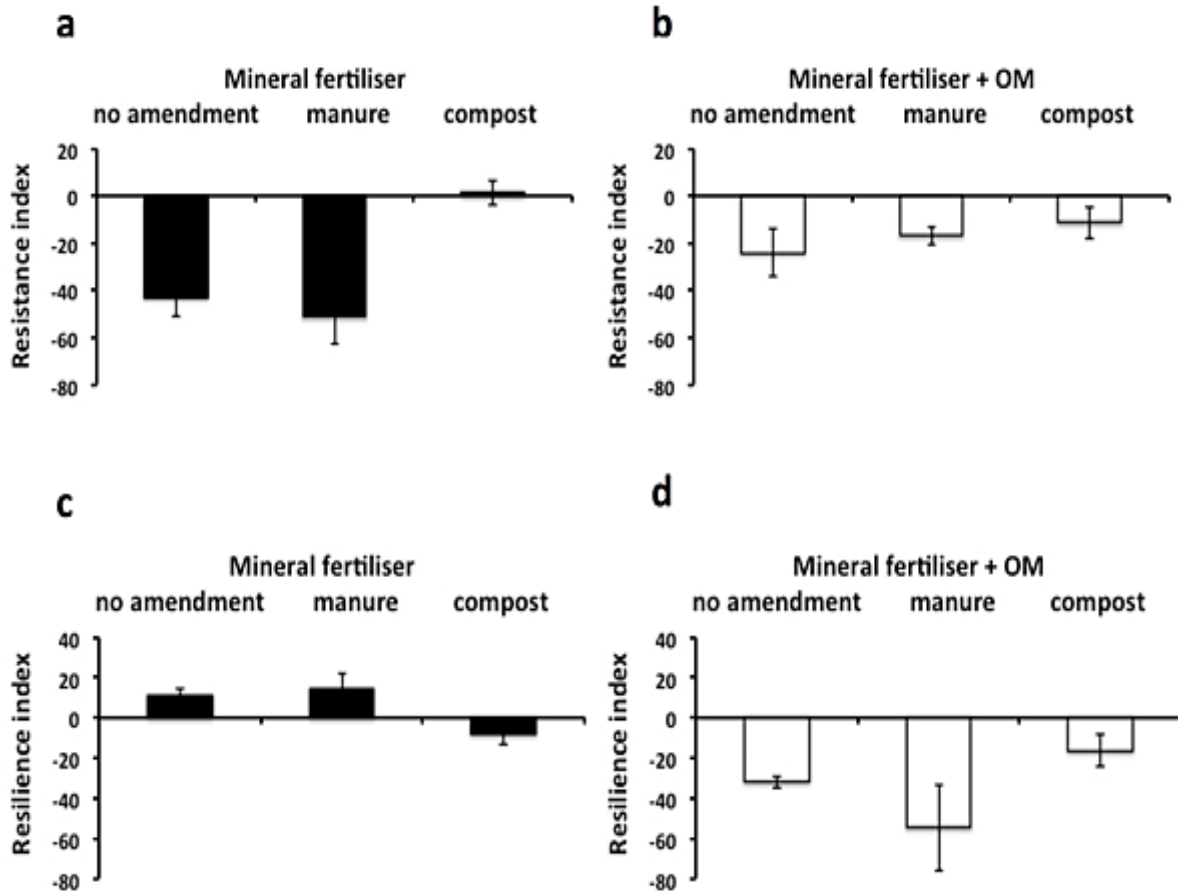 a
Mineral fertiliser
no amendment manure compost
Resistance index
20
0
-20
-40
-60
-80
b
Mineral fertiliser + OM
no amendment manure compost
Resistance index
20
0
-20
-40
-60
-80
c
Mineral fertiliser
no amendment manure compost
Resilience index
40
20
0
-20
-40
-60
-80
d
Mineral fertiliser + OM
no amendment manure compost
Resilience index
40
20
0
-20
-40
-60
-80